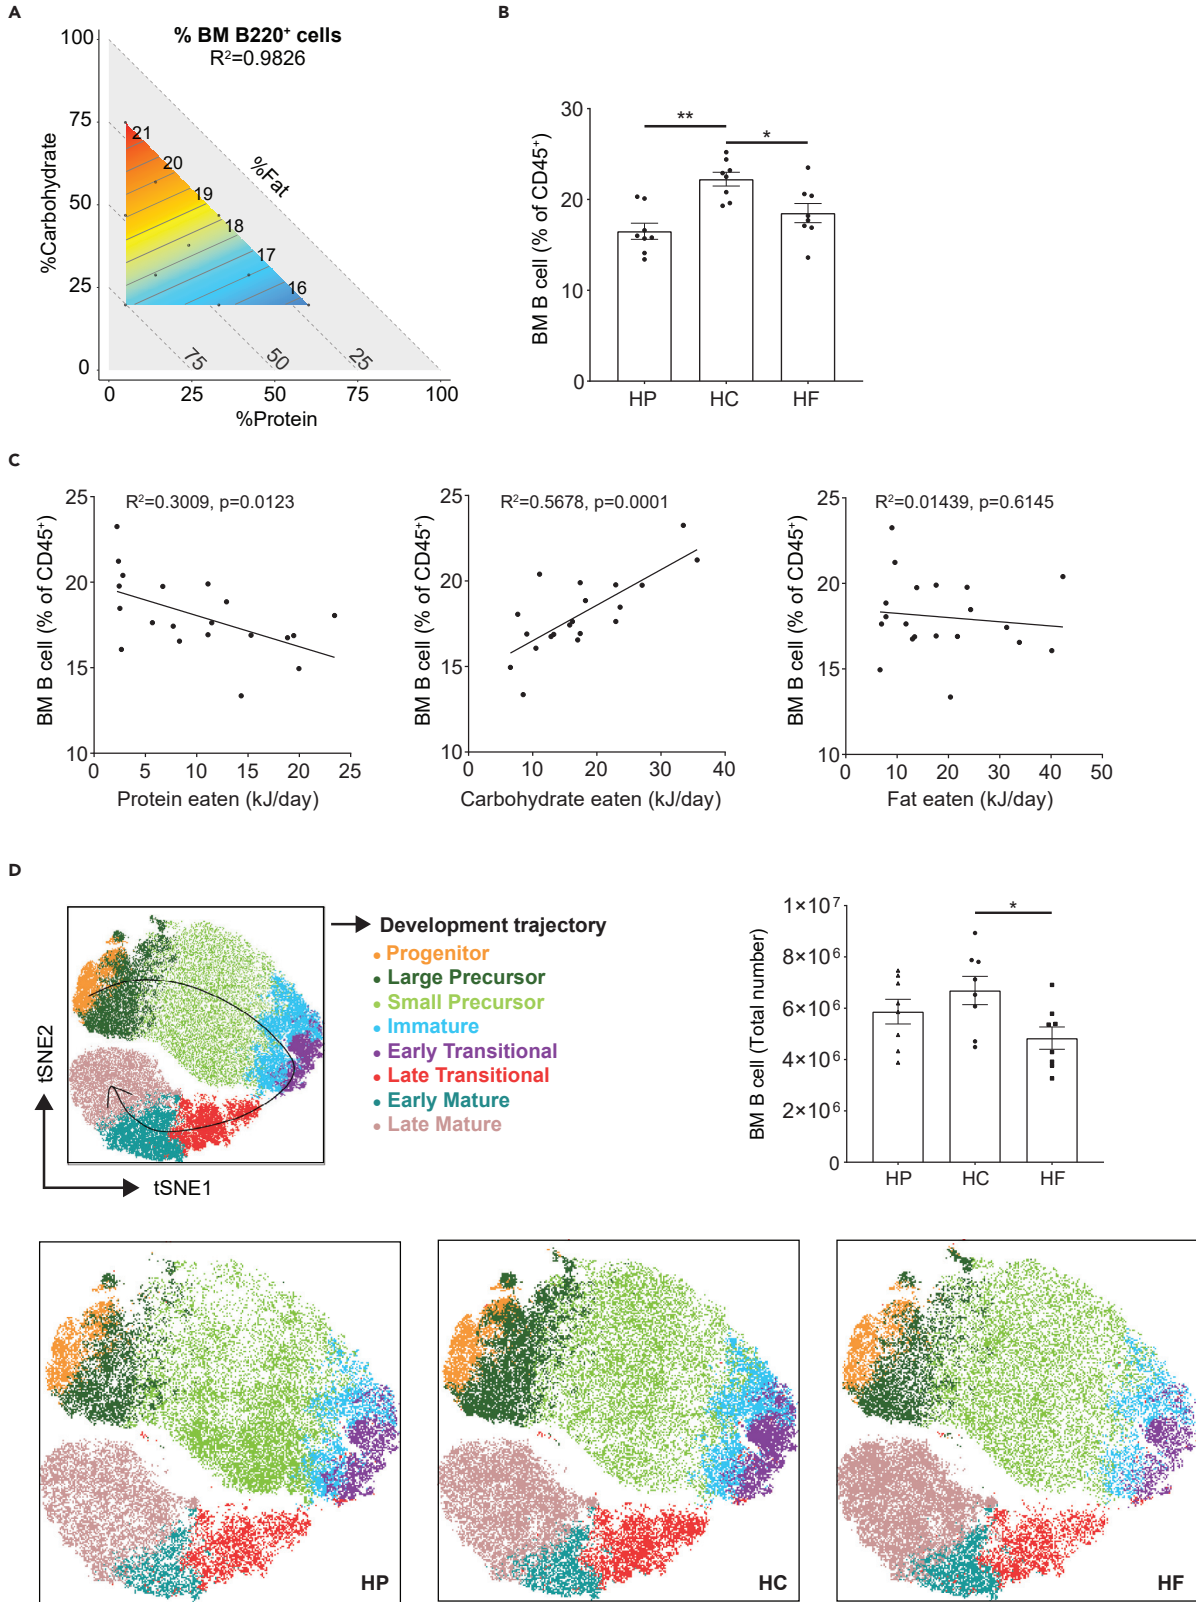 A
% BM B220⁺ cells
R²=0.9826
%Carbohydrate
100
75
50
25
0
21
20
19
18
17
16
%Fat
75
50
25
0
25
50
75
100
%Protein
B
BM B cell (% of CD45⁺)
30
20
10
0
**
*
HP
HC
HF
C
R²=0.3009, p=0.0123
BM B cell (% of CD45⁺)
25
20
15
10
0
5
10
15
20
25
Protein eaten (kJ/day)
R²=0.5678, p=0.0001
BM B cell (% of CD45⁺)
25
20
15
10
0
10
20
30
40
Carbohydrate eaten (kJ/day)
R²=0.01439, p=0.6145
BM B cell (% of CD45⁺)
25
20
15
10
0
10
20
30
40
50
Fat eaten (kJ/day)
D
tSNE2
tSNE1
Development trajectory
Progenitor
Large Precursor
Small Precursor
Immature
Early Transitional
Late Transitional
Early Mature
Late Mature
BM B cell (Total number)
1×10⁷
8×10⁶
6×10⁶
4×10⁶
2×10⁶
0
*
HP
HC
HF
HP
HC
HF